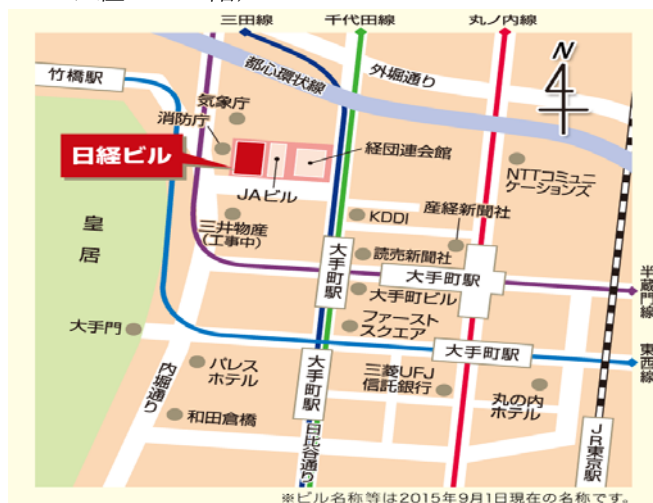 三田線
千代田線
丸ノ内線
竹橋駅
都心環状線
外堀通り
N
気象庁
消防庁
日経ビル
経団連会館
JAビル
NTTコミュニ
ケーションズ
皇居
三井物産
(工事中)
KDDI
産経新聞社
読売新聞社
大手町駅
大手町駅
半蔵門線
大手町ビル
ファースト
スクエア
大手門
大手町駅
東西線
内堀通り
パレス
ホテル
大手町駅
三菱UFJ
信託銀行
丸の内
ホテル
和田倉橋
日比谷通り
JR東京駅
※ビル名称等は2015年9月1日現在の名称です。